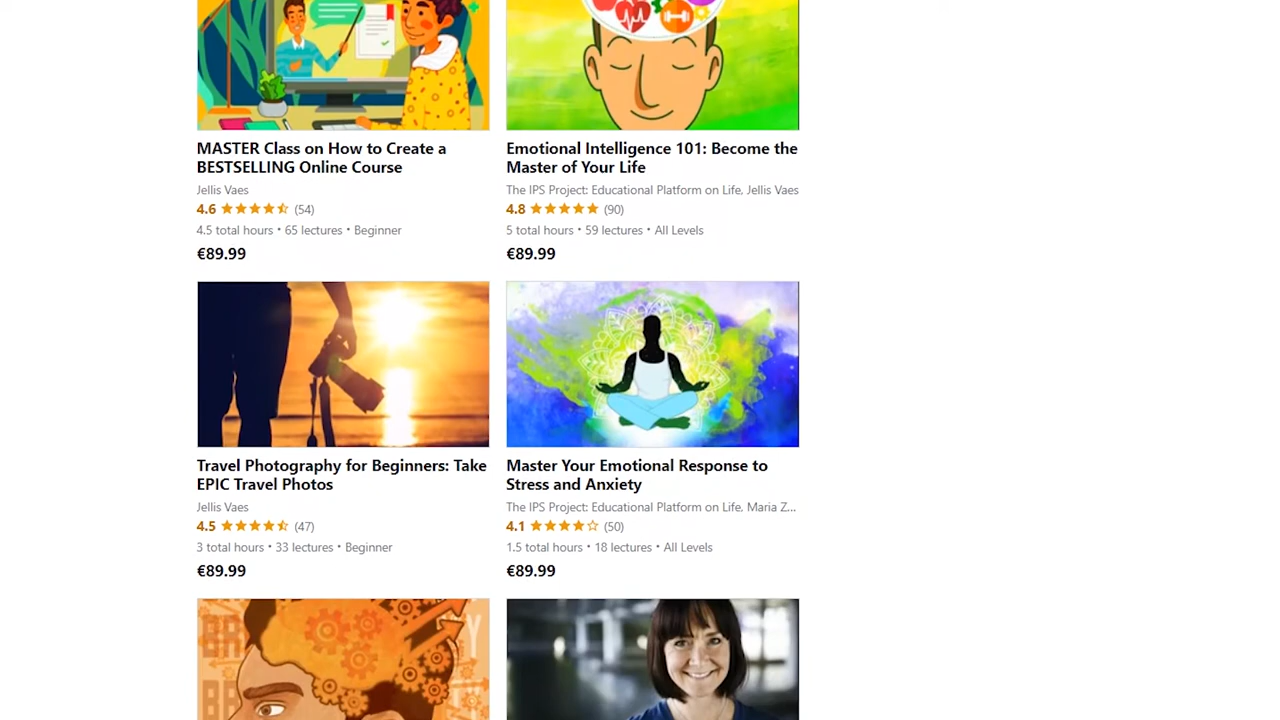 MASTER Class on How to Create a
BESTSELLING Online Course
Jellis Vaes
4.6 (54)
4.5 total hours • 65 lectures • Beginner
€89.99
Emotional Intelligence 101: Become the
Master of Your Life
The IPS Project: Educational Platform on Life, Jellis Vaes
4.8 (90)
5 total hours • 59 lectures • All Levels
€89.99
Travel Photography for Beginners: Take
EPIC Travel Photos
Jellis Vaes
4.5 (47)
3 total hours • 33 lectures • Beginner
€89.99
Master Your Emotional Response to
Stress and Anxiety
The IPS Project: Educational Platform on Life, Maria Z...
4.1 (50)
1.5 total hours • 18 lectures • All Levels
€89.99